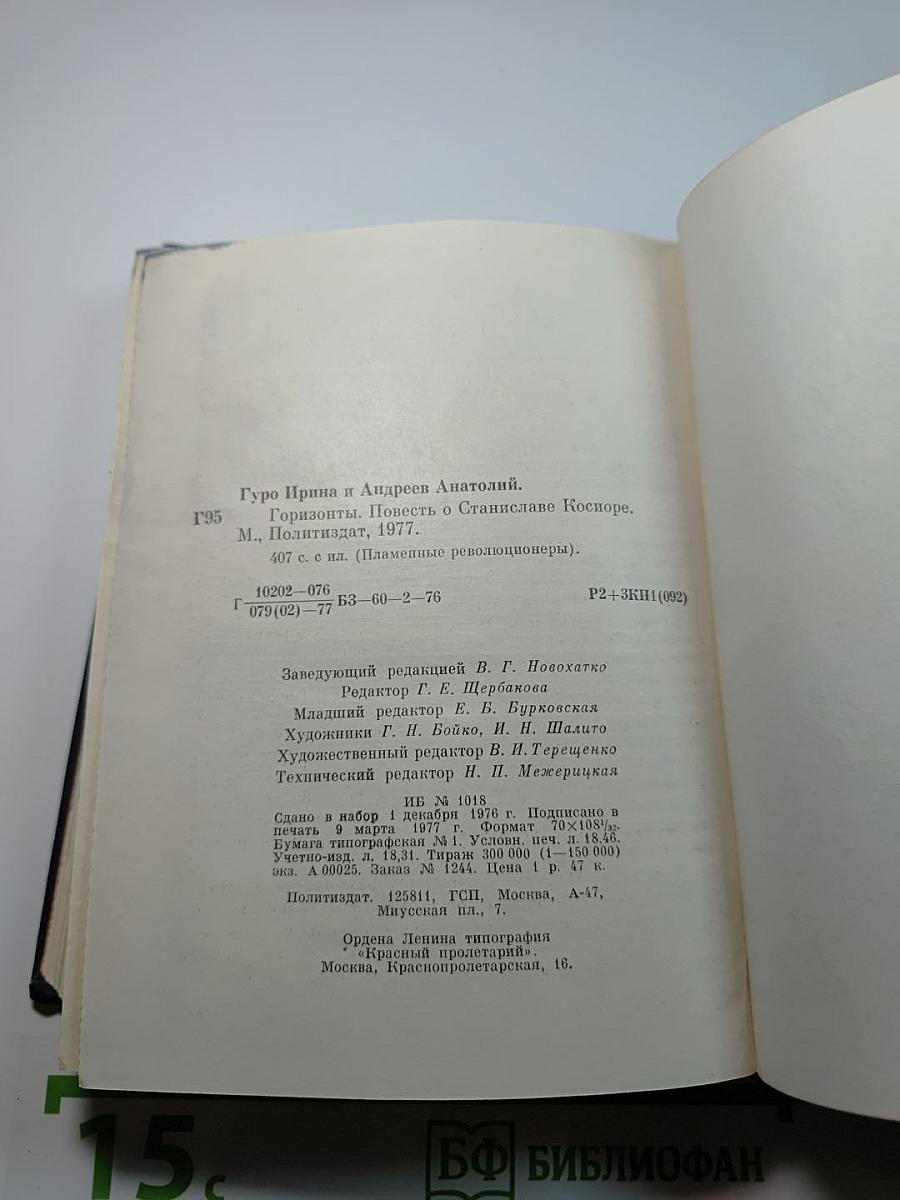 Гуро Ирина и Андреев Анатолий.
Г95 Горизонты. Повесть о Станиславе Косиоре.
М., Политиздат, 1977.
407 с. с ил. (Пламенные революционеры).
Г 10202—076
079(02)—77 БЗ—60—2—76 Р2+3КН1(092)
Заведующий редакцией В. Г. Новохатко
Редактор Г. Е. Щербакова
Младший редактор Е. Б. Бурковская
Художники Г. Н. Бойко, И. Н. Шалито
Художественный редактор В. И. Терещенко
Технический редактор Н. П. Межерицкая
ИБ № 1018
Сдано в набор 1 декабря 1976 г. Подписано в
печать 9 марта 1977 г. Формат 70×108¹/₃₂.
Бумага типографская № 1. Условн. печ. л. 18,46.
Учетно-изд. л. 18,31. Тираж 300 000 (1—150 000)
экз. А 00025. Заказ № 1244. Цена 1 р. 47 к.
Политиздат. 125811, ГСП, Москва, А-47,
Миусская пл., 7.
Ордена Ленина типография
«Красный пролетарий».
Москва, Краснопролетарская, 16.
15 с
БФ БИБЛИОФАН